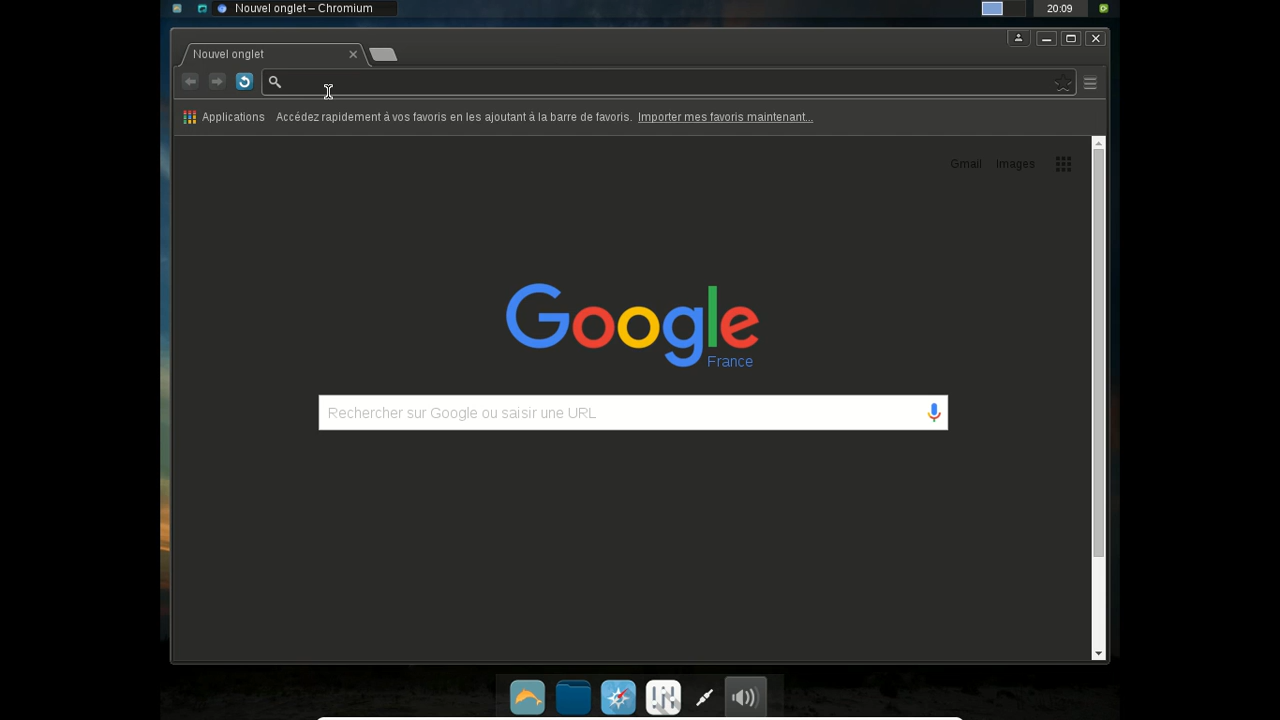 Nouvel onglet – Chromium
20:09
Nouvel onglet
Applications Accédez rapidement à vos favoris en les ajoutant à la barre de favoris. Importer mes favoris maintenant...
Gmail Images
Google
France
Rechercher sur Google ou saisir une URL